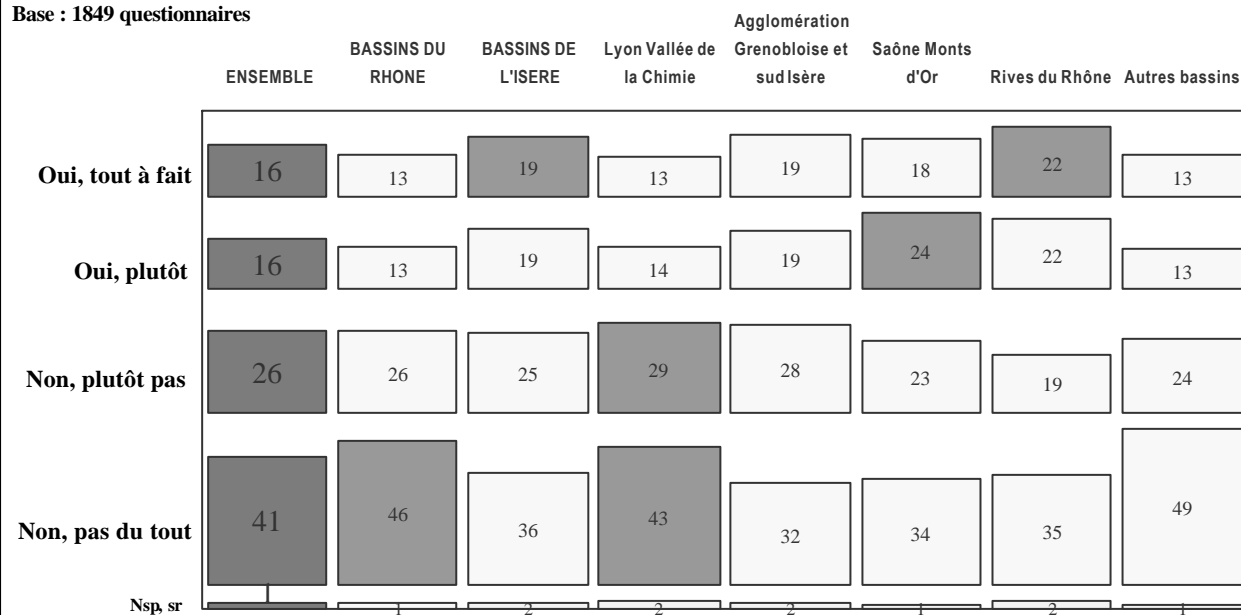 Base : 1849 questionnaires
ENSEMBLE
BASSINS DU
RHONE
BASSINS DE
L'ISERE
Lyon Vallée de
la Chimie
Agglomération
Grenobloise et
sud Isère
Saône Monts
d'Or
Rives du Rhône
Autres bassins
Oui, tout à fait 16 13 19 13 19 18 22 13
Oui, plutôt 16 13 19 14 19 24 22 13
Non, plutôt pas 26 26 25 29 28 23 19 24
Non, pas du tout 41 46 36 43 32 34 35 49
Nsp, sr 1 2 2 2 1 2 1